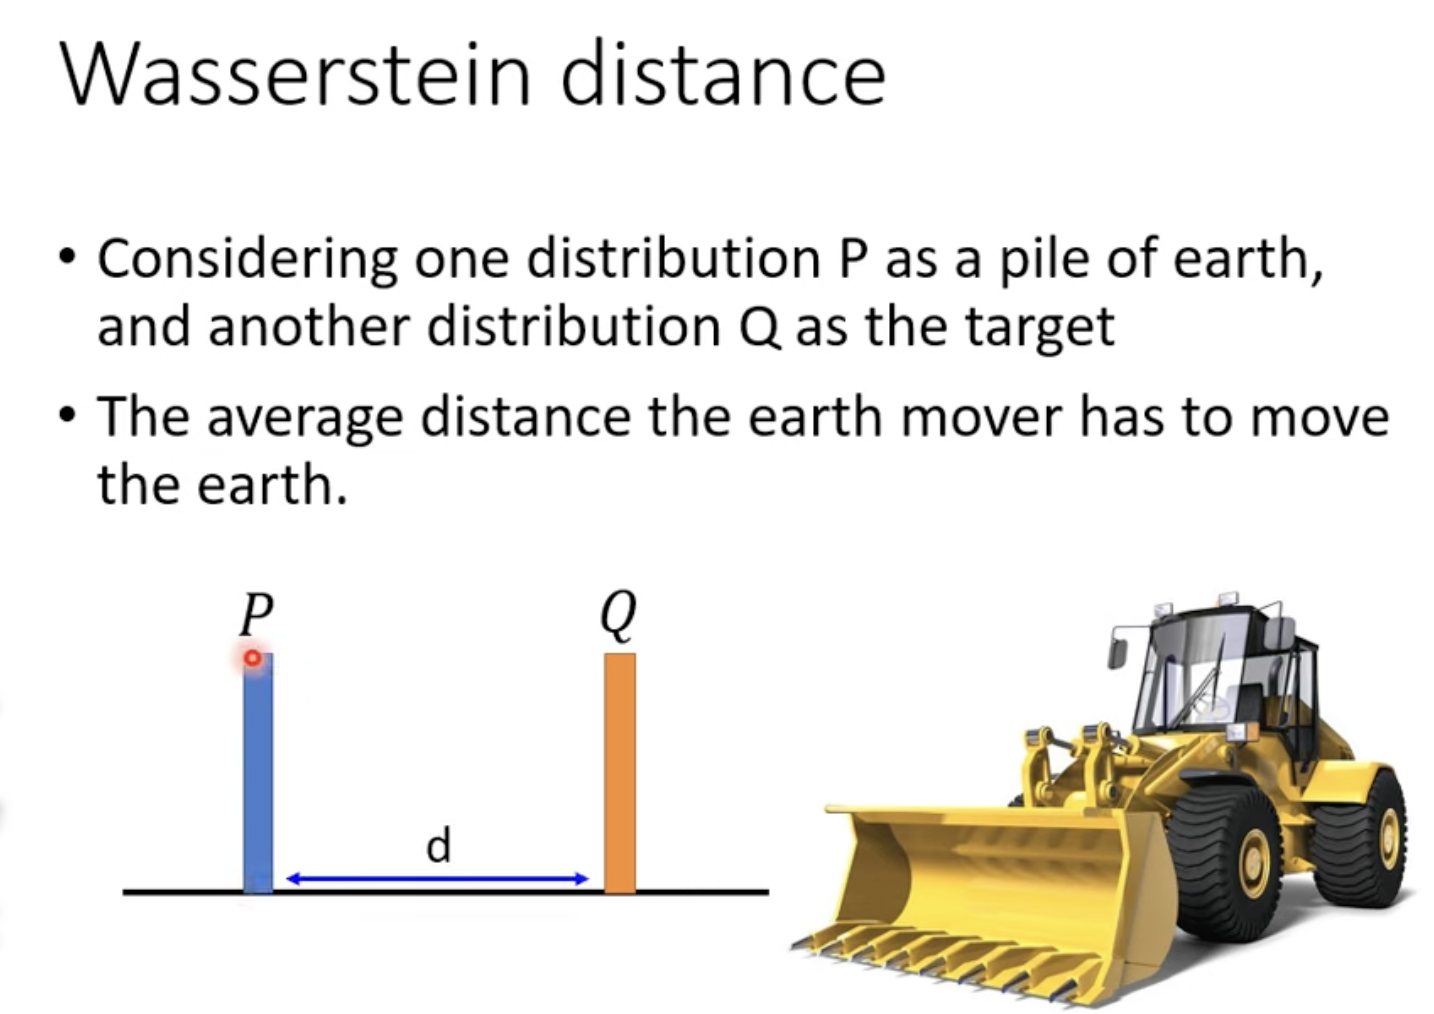 Wasserstein distance
• Considering one distribution P as a pile of earth,
and another distribution Q as the target
• The average distance the earth mover has to move
the earth.
P
Q
d